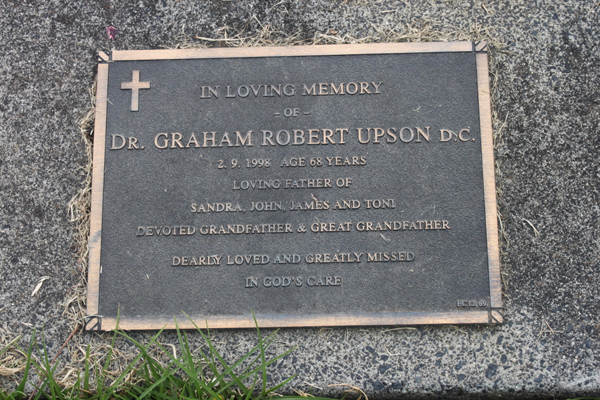 IN LOVING MEMORY
- OF -
DR. GRAHAM ROBERT UPSON D.C.
2. 9. 1998 AGE 68 YEARS
LOVING FATHER OF
SANDRA, JOHN, JAMES AND TONI
DEVOTED GRANDFATHER & GREAT GRANDFATHER
DEARLY LOVED AND GREATLY MISSED
IN GOD'S CARE